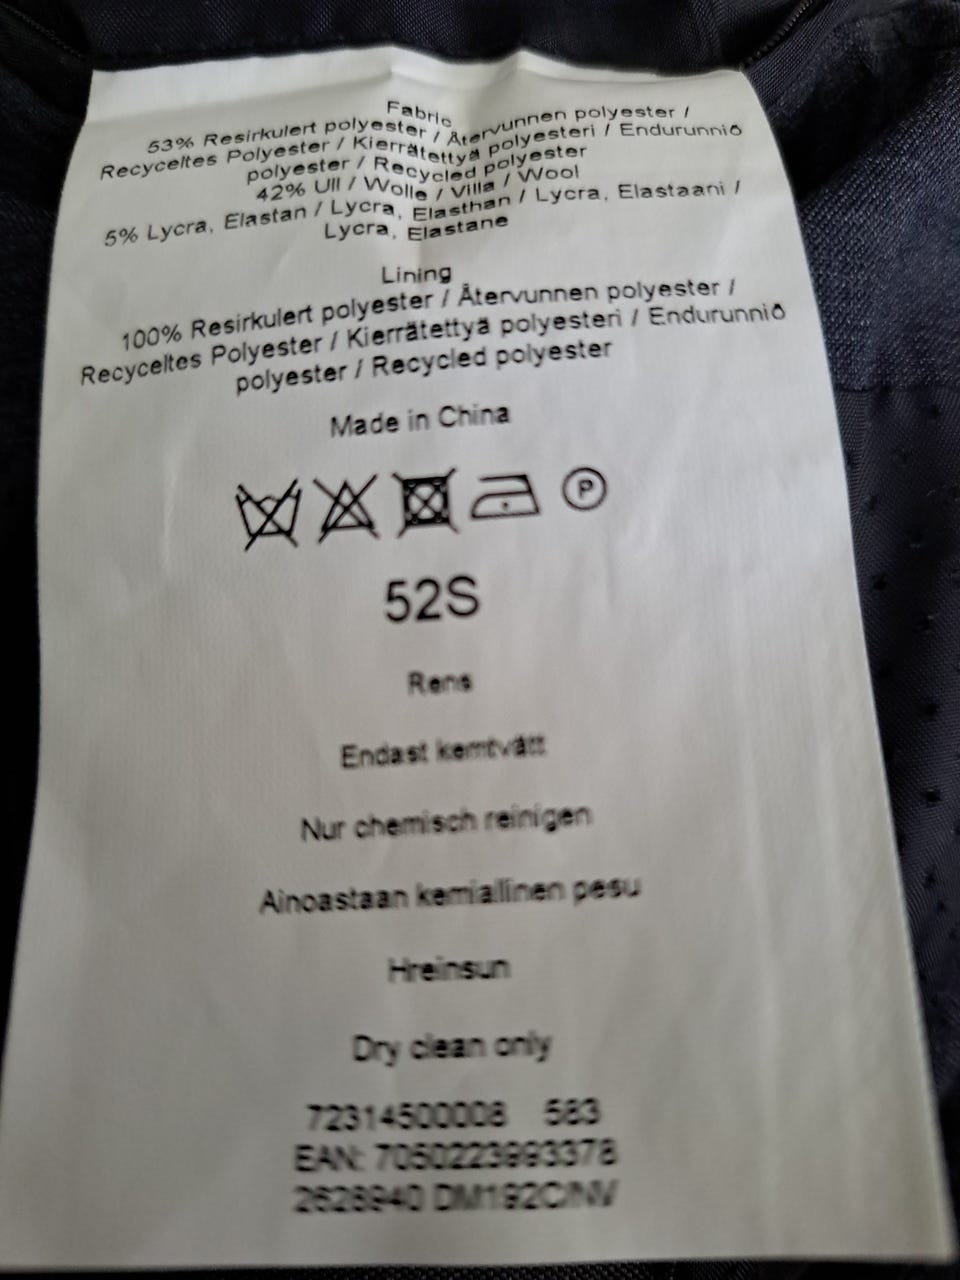 Fabric
53% Resirkulert polyester / Återvunnen polyester /
Recyceltes Polyester / Kierrätettyä polyesteri / Endurunnið
polyester / Recycled polyester
42% Ull / Wolle / Villa / Wool
5% Lycra, Elastan / Lycra, Elasthan / Lycra, Elastaani /
Lycra, Elastane
Lining
100% Resirkulert polyester / Återvunnen polyester /
Recyceltes Polyester / Kierrätettyä polyesteri / Endurunnið
polyester / Recycled polyester
Made in China
P
52S
Rens
Endast kemtvätt
Nur chemisch reinigen
Ainoastaan kemiallinen pesu
Hreinsun
Dry clean only
72314500008 583
EAN: 7050223993378
2628940 DM192C/NV